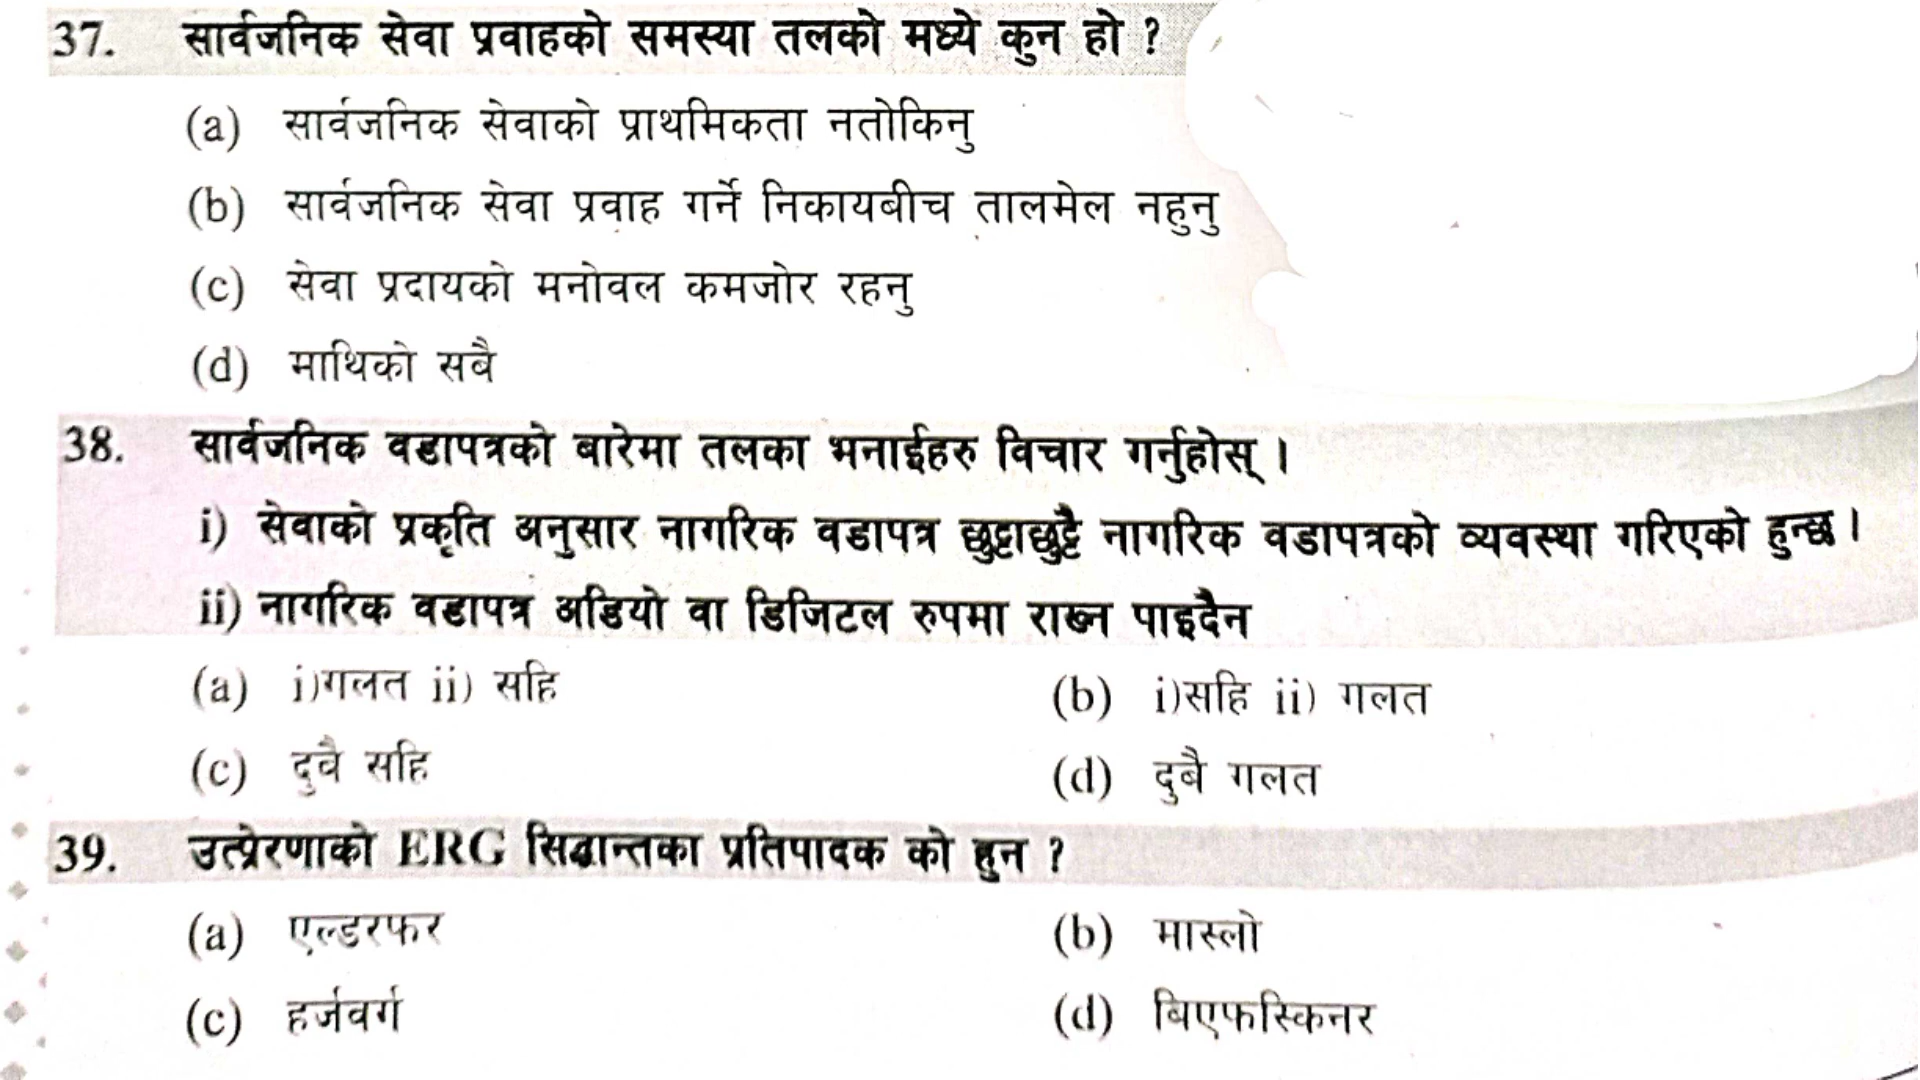 37. सार्वजनिक सेवा प्रवाहको समस्या तलको मध्ये कुन हो ?
(a) सार्वजनिक सेवाको प्राथमिकता नतोकिनु
(b) सार्वजनिक सेवा प्रवाह गर्ने निकायबीच तालमेल नहुनु
(c) सेवा प्रदायको मनोवल कमजोर रहनु
(d) माथिको सबै
38. सार्वजनिक वडापत्रको बारेमा तलका भनाईहरु विचार गर्नुहोस् ।
i) सेवाको प्रकृति अनुसार नागरिक वडापत्र छुट्टाछुट्टै नागरिक वडापत्रको व्यवस्था गरिएको हुन्छ ।
ii) नागरिक वडापत्र अडियो वा डिजिटल रुपमा राख्न पाइदैन
(a) i)गलत ii) सहि (b) i)सहि ii) गलत
(c) दुवै सहि (d) दुबै गलत
39. उत्प्रेरणाको ERG सिद्धान्तका प्रतिपादक को हुन ?
(a) एल्डरफर (b) मास्लो
(c) हर्जवर्ग (d) बिएफस्किनर